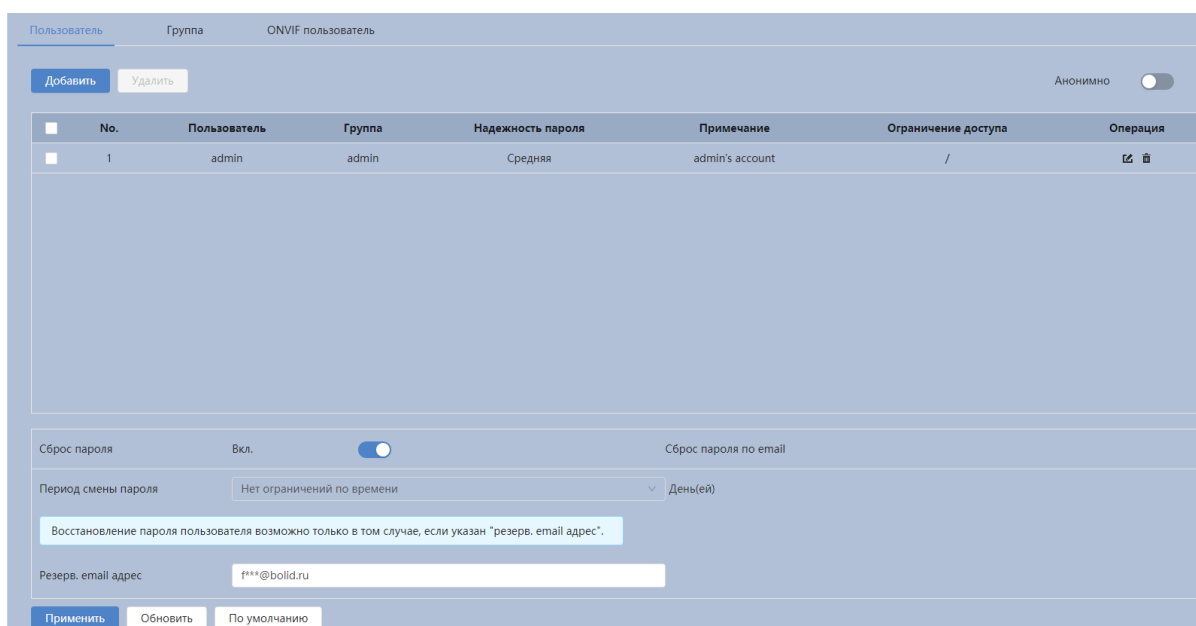 Пользователь Группа ONVIF пользователь
Добавить Удалить Анонимно
No. Пользователь Группа Надежность пароля Примечание Ограничение доступа Операция
1 admin admin Средняя admin's account /
Сброс пароля Вкл. Сброс пароля по email
Период смены пароля Нет ограничений по времени День(ей)
Восстановление пароля пользователя возможно только в том случае, если указан "резерв. email адрес".
Резерв. email адрес f***@bolid.ru
Применить Обновить По умолчанию